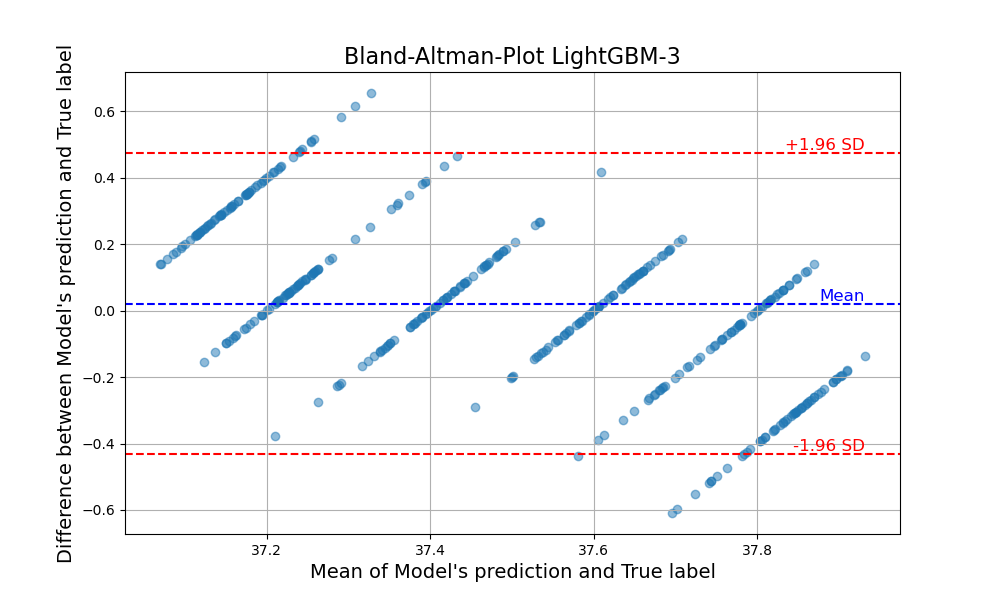 Bland-Altman-Plot LightGBM-3
Difference between Model's prediction and True label
0.6
0.4
0.2
0.0
−0.2
−0.4
−0.6
+1.96 SD
Mean
-1.96 SD
37.2
37.4
37.6
37.8
Mean of Model's prediction and True label